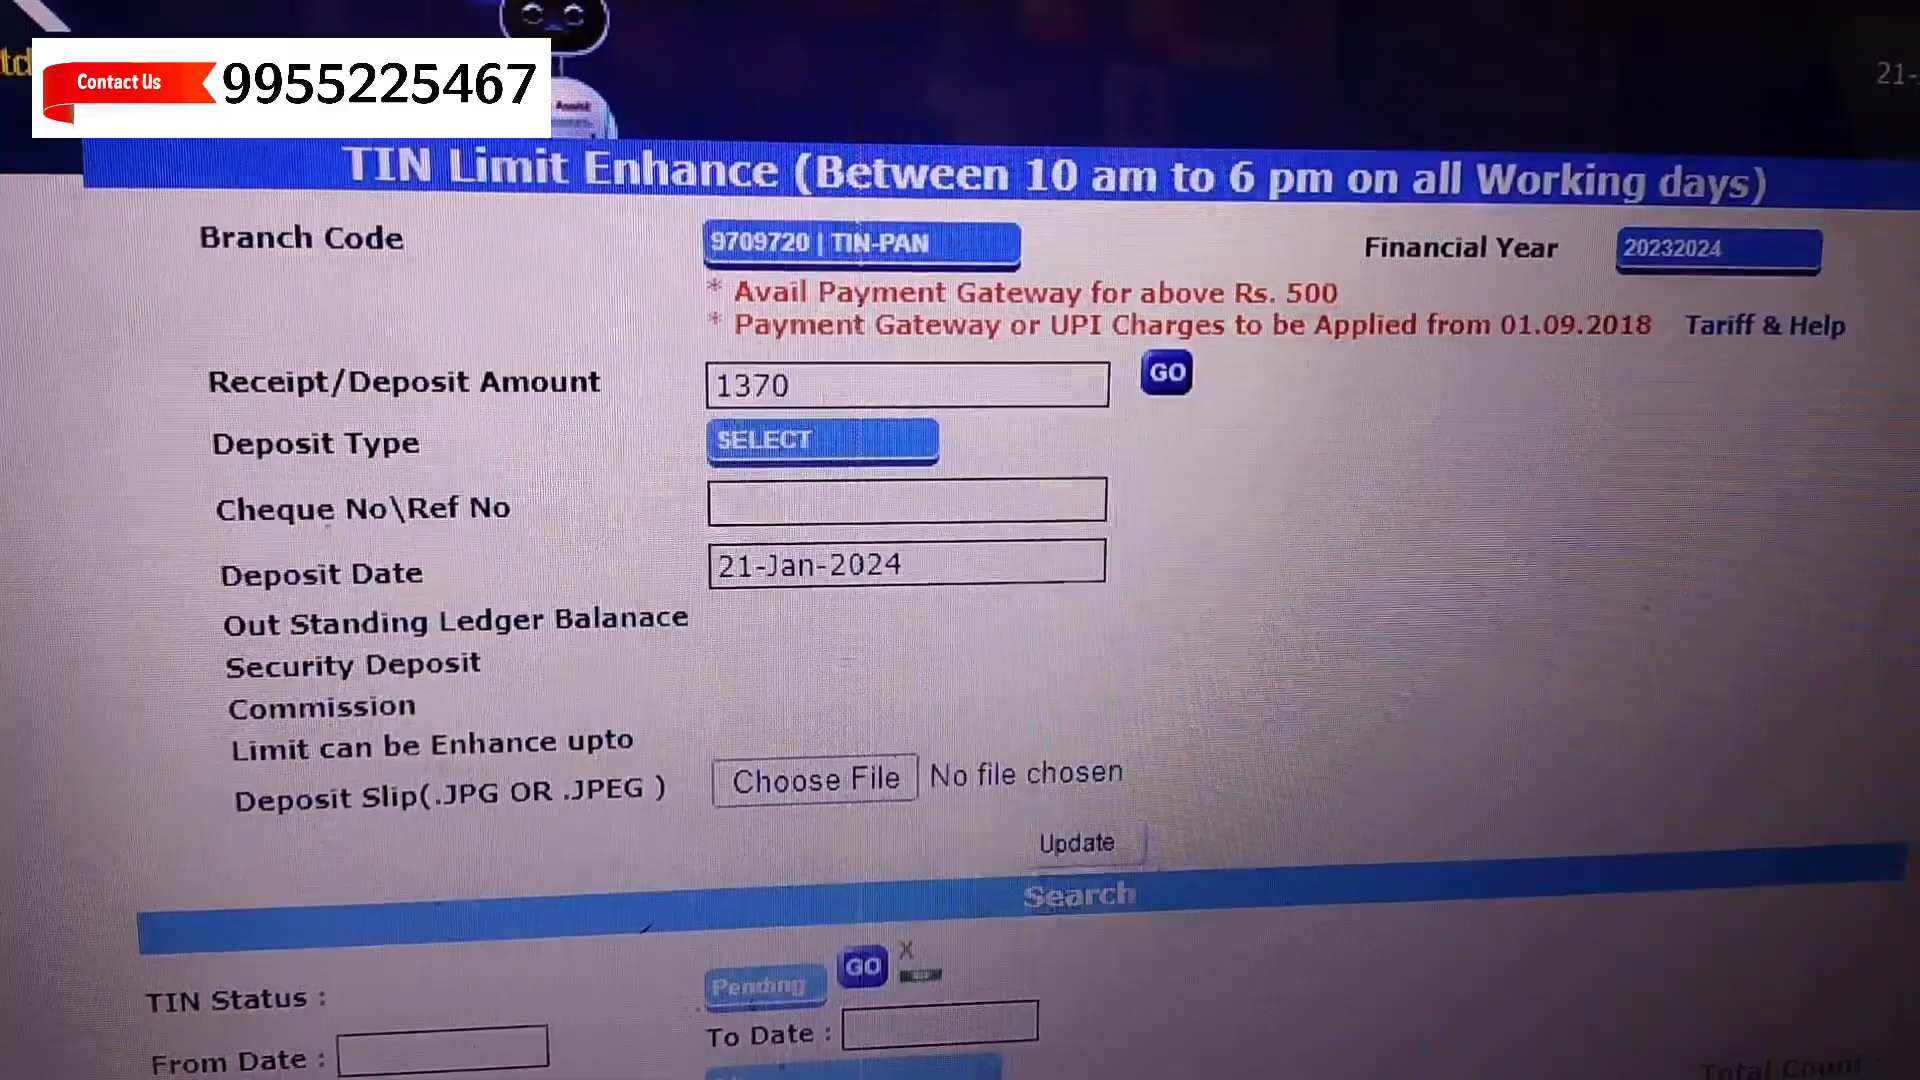 td
Contact Us 9955225467
21-
TIN Limit Enhance (Between 10 am to 6 pm on all Working days)
Branch Code 9709720 | TIN-PAN Financial Year 20232024
* Avail Payment Gateway for above Rs. 500
* Payment Gateway or UPI Charges to be Applied from 01.09.2018 Tariff & Help
Receipt/Deposit Amount 1370 GO
Deposit Type SELECT
Cheque No\Ref No
Deposit Date 21-Jan-2024
Out Standing Ledger Balanace
Security Deposit
Commission
Limit can be Enhance upto
Deposit Slip(.JPG OR .JPEG ) Choose File No file chosen
Update
Search
TIN Status : Pending GO X
From Date : To Date :
Total Count :